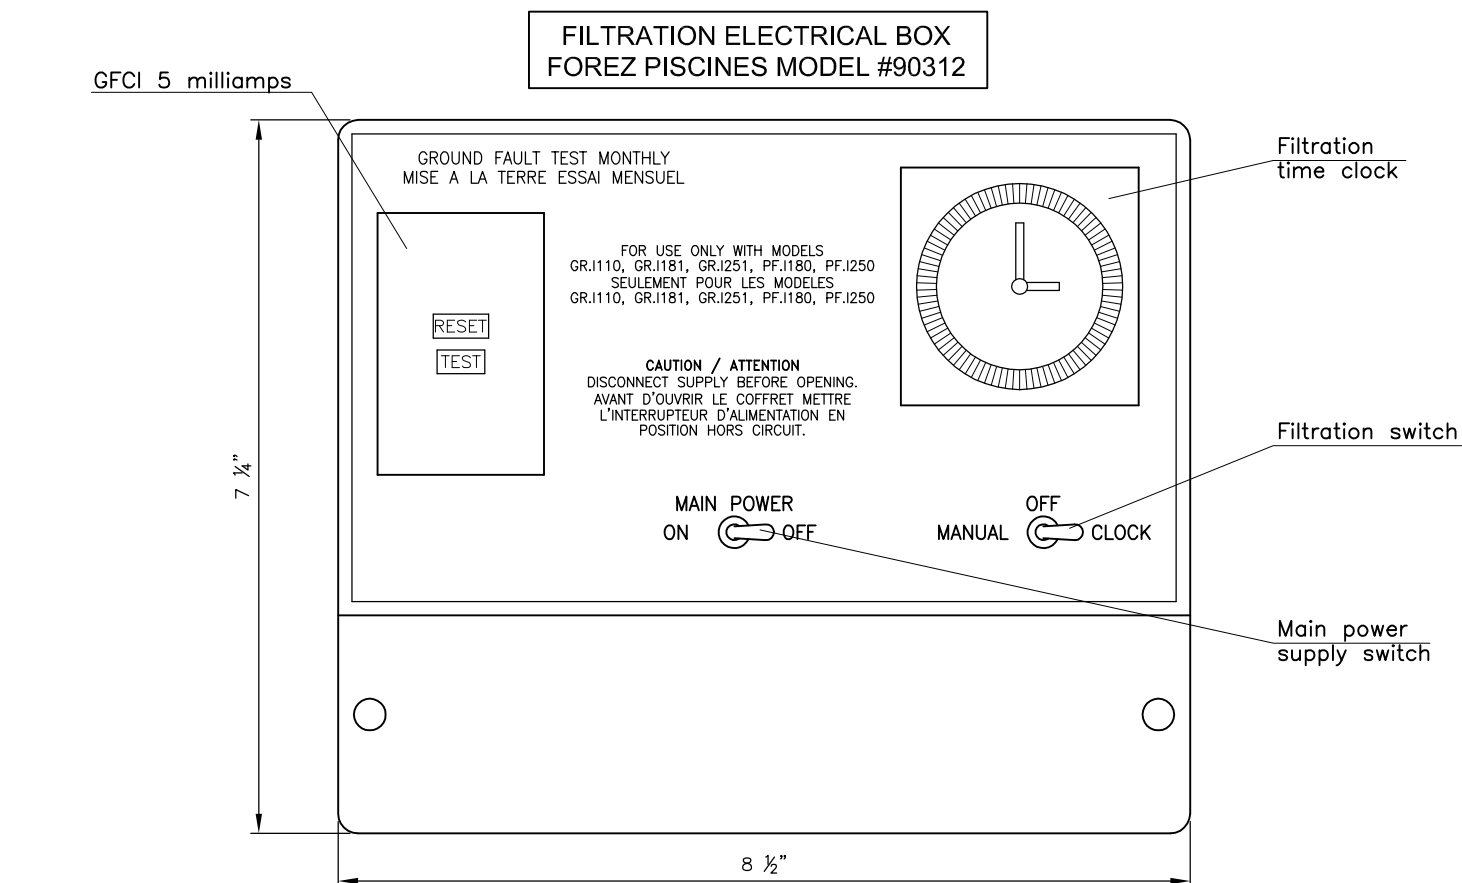 FILTRATION ELECTRICAL BOX
FOREZ PISCINES MODEL #90312
GFCI 5 milliamps
GROUND FAULT TEST MONTHLY
MISE A LA TERRE ESSAI MENSUEL
Filtration
time clock
FOR USE ONLY WITH MODELS
GR.I110, GR.I181, GR.I251, PF.I180, PF.I250
SEULEMENT POUR LES MODELES
GR.I110, GR.I181, GR.I251, PF.I180, PF.I250
RESET
TEST
CAUTION / ATTENTION
DISCONNECT SUPPLY BEFORE OPENING.
AVANT D'OUVRIR LE COFFRET METTRE
L'INTERRUPTEUR D'ALIMENTATION EN
POSITION HORS CIRCUIT.
Filtration switch
7 ¼"
MAIN POWER
ON OFF
OFF
MANUAL CLOCK
Main power
supply switch
8 ½"